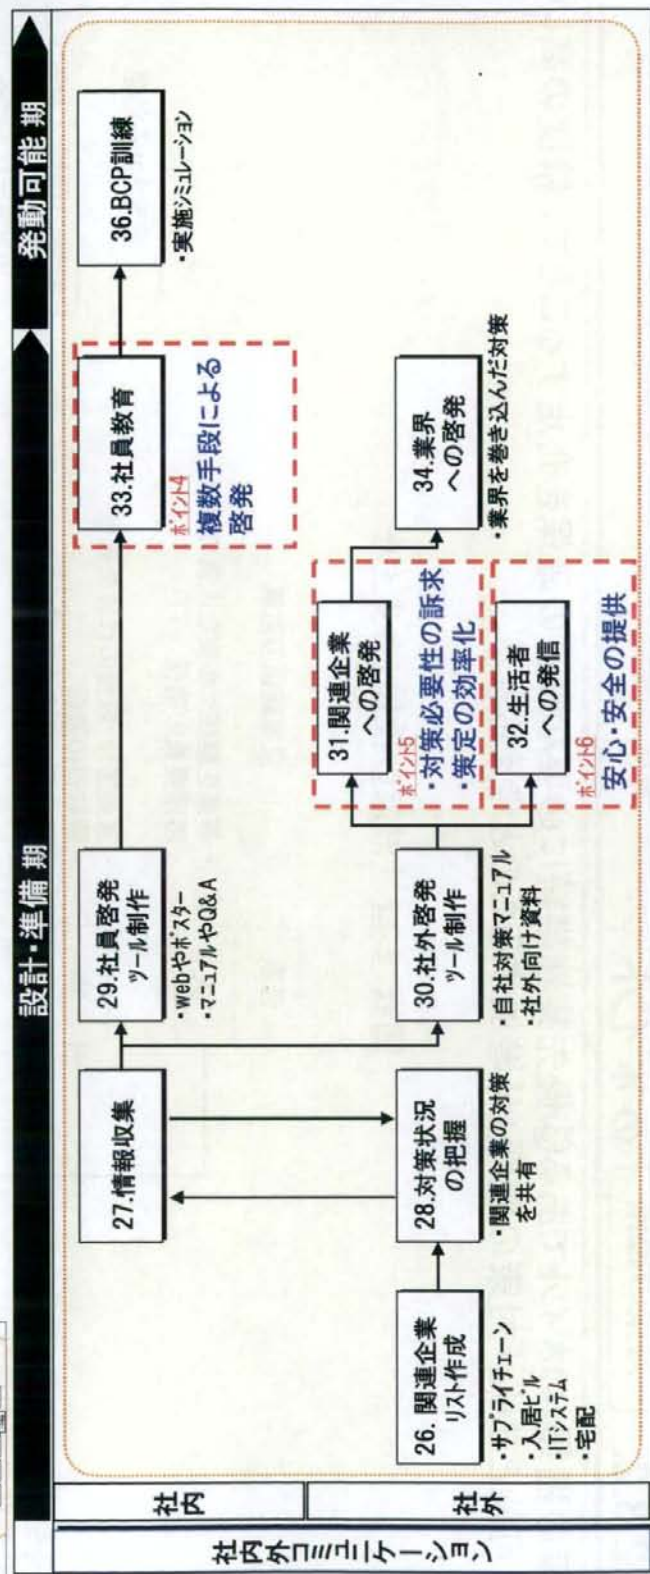 設計・準備 期
発動可能 期
社内外コミュニケーション
社内
社外
27.情報収集
29.社員啓発
ツール制作
・webやポスター
・マニュアルやQ&A
33.社員教育
ポイント4
複数手段による
啓発
36.BCP訓練
・実施シミュレーション
26.関連企業
リスト作成
・サプライチェーン
・入居ビル
・ITシステム
・宅配
28.対策状況
の把握
・関連企業の対策
を共有
30.社外啓発
ツール制作
・自社対策マニュアル
・社外向け資料
31.関連企業
への啓発
ポイント5
・対策必要性の訴求
・策定の効率化
32.生活者
への発信
ポイント6
安心・安全の提供
34.業界
への啓発
・業界を巻き込んだ対策